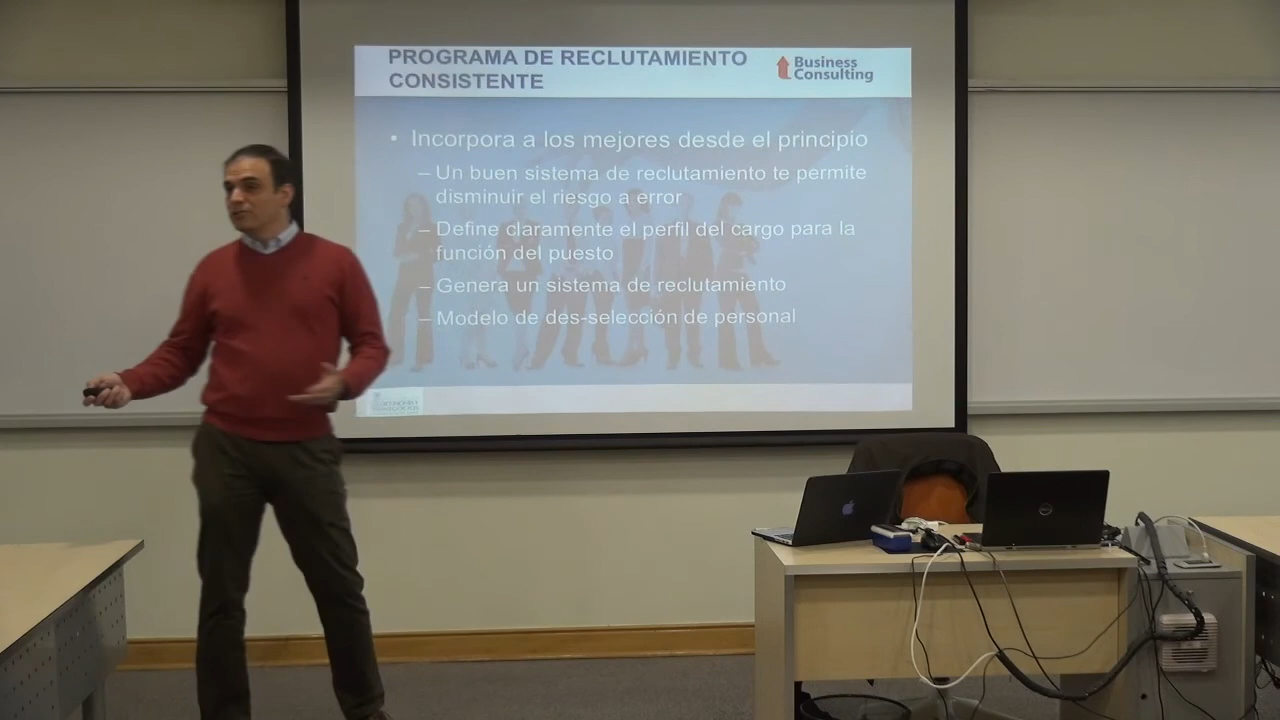 PROGRAMA DE RECLUTAMIENTO
CONSISTENTE
Business
Consulting
• Incorpora a los mejores desde el principio
– Un buen sistema de reclutamiento te permite
disminuir el riesgo a error
– Define claramente el perfil del cargo para la
función del puesto
– Genera un sistema de reclutamiento
– Modelo de des-selección de personal
ECONOMÍA Y
NEGOCIOS